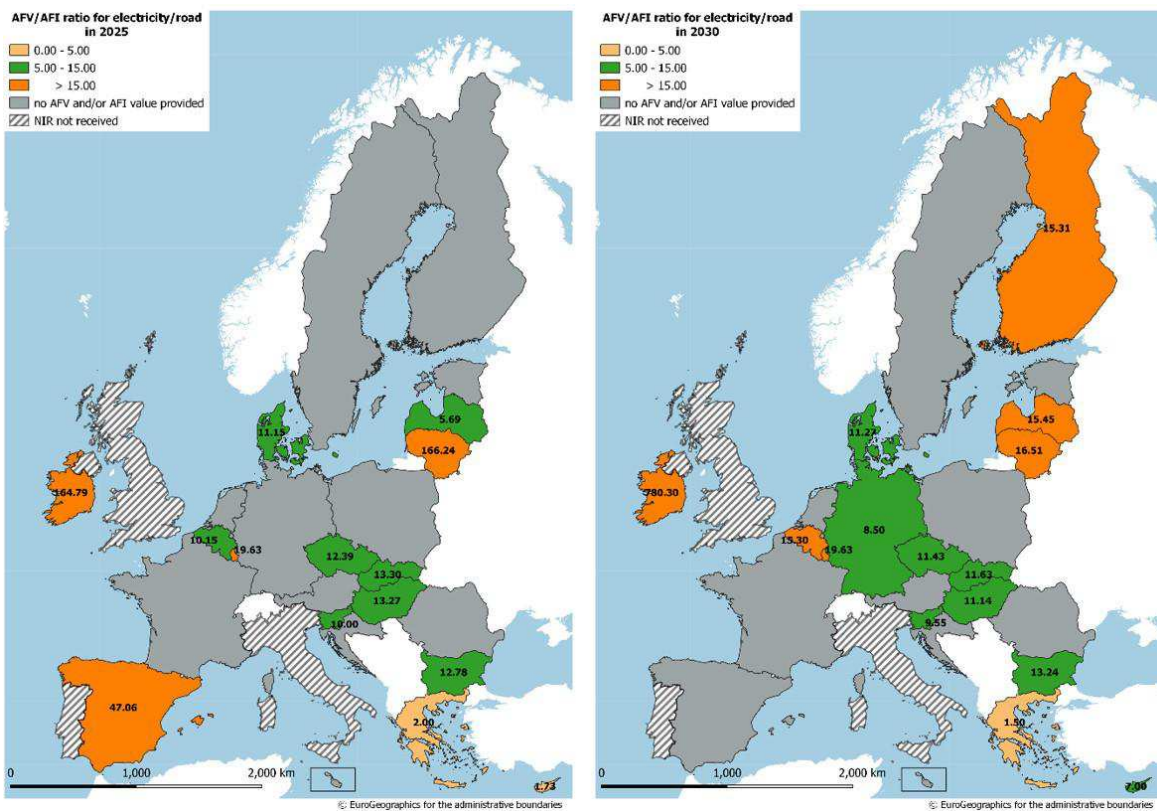 AFV/AFI ratio for electricity/road
in 2025
0.00 - 5.00
5.00 - 15.00
> 15.00
no AFV and/or AFI value provided
NIR not received
5.69
11.15
166.24
164.79
10.15
19.63
12.39
13.30
13.27
10.00
12.78
47.06
2.00
1.73
0
1,000
2,000 km
© EuroGeographics for the administrative boundaries
AFV/AFI ratio for electricity/road
in 2030
0.00 - 5.00
5.00 - 15.00
> 15.00
no AFV and/or AFI value provided
NIR not received
15.31
15.45
11.27
16.51
780.30
8.50
15.30
19.63
11.43
11.63
11.14
9.55
13.24
1.50
7.00
0
1,000
2,000 km
© EuroGeographics for the administrative boundaries